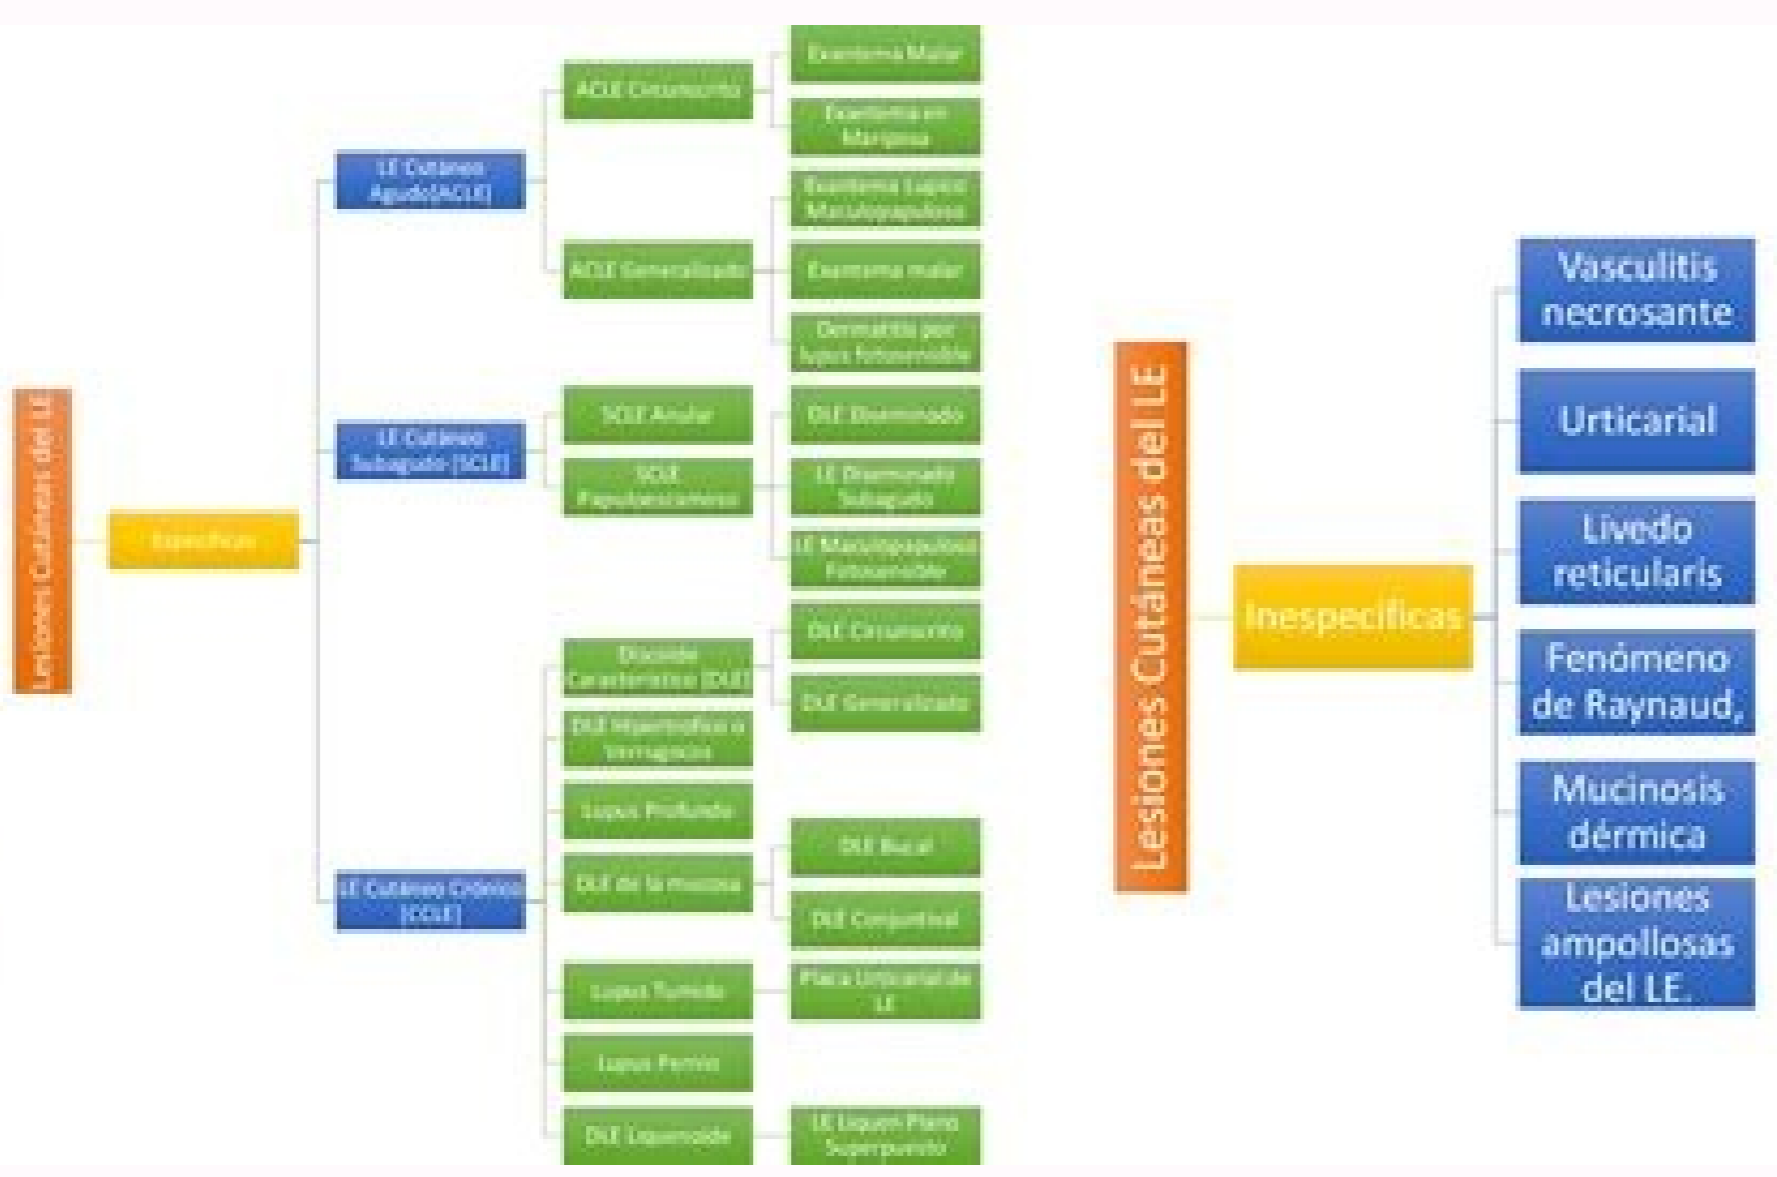 Lesiones Cutáneas del LE
Específicas
LE Cutáneo
Agudo[ACLE]
ACLE Circunscrito
Exantema Malar
Exantema en
Mariposa
ACLE Generalizado
Exantema Lupico
Maculopapuloso
Exantema malar
Dermatitis por
lupus fotosensible
LE Cutáneo
Subagudo [SCLE]
SCLE Anular
SCLE
Papuloescamoso
DLE Diseminado
LE Diseminado
Subagudo
LE Maculopapuloso
Fotosensible
LE Cutáneo Crónico
[CCLE]
Discoide
Característico [DLE]
DLE Circunscrito
DLE Generalizado
DLE Hipertrofico o
Lupus Profundo
DLE de la mucosa
DLE Bucal
DLE Conjuntival
Lupus Tumido
Placa Urticarial de
LE
Lupus Pernio
DLE Liquenoide
LE Liquen Plano
Superpuesto
Lesiones Cutáneas del LE
Inespecíficas
Vasculitis
necrosante
Urticarial
Livedo
reticularis
Fenómeno
de Raynaud,
Mucinosis
dérmica
Lesiones
ampollosas
del LE.